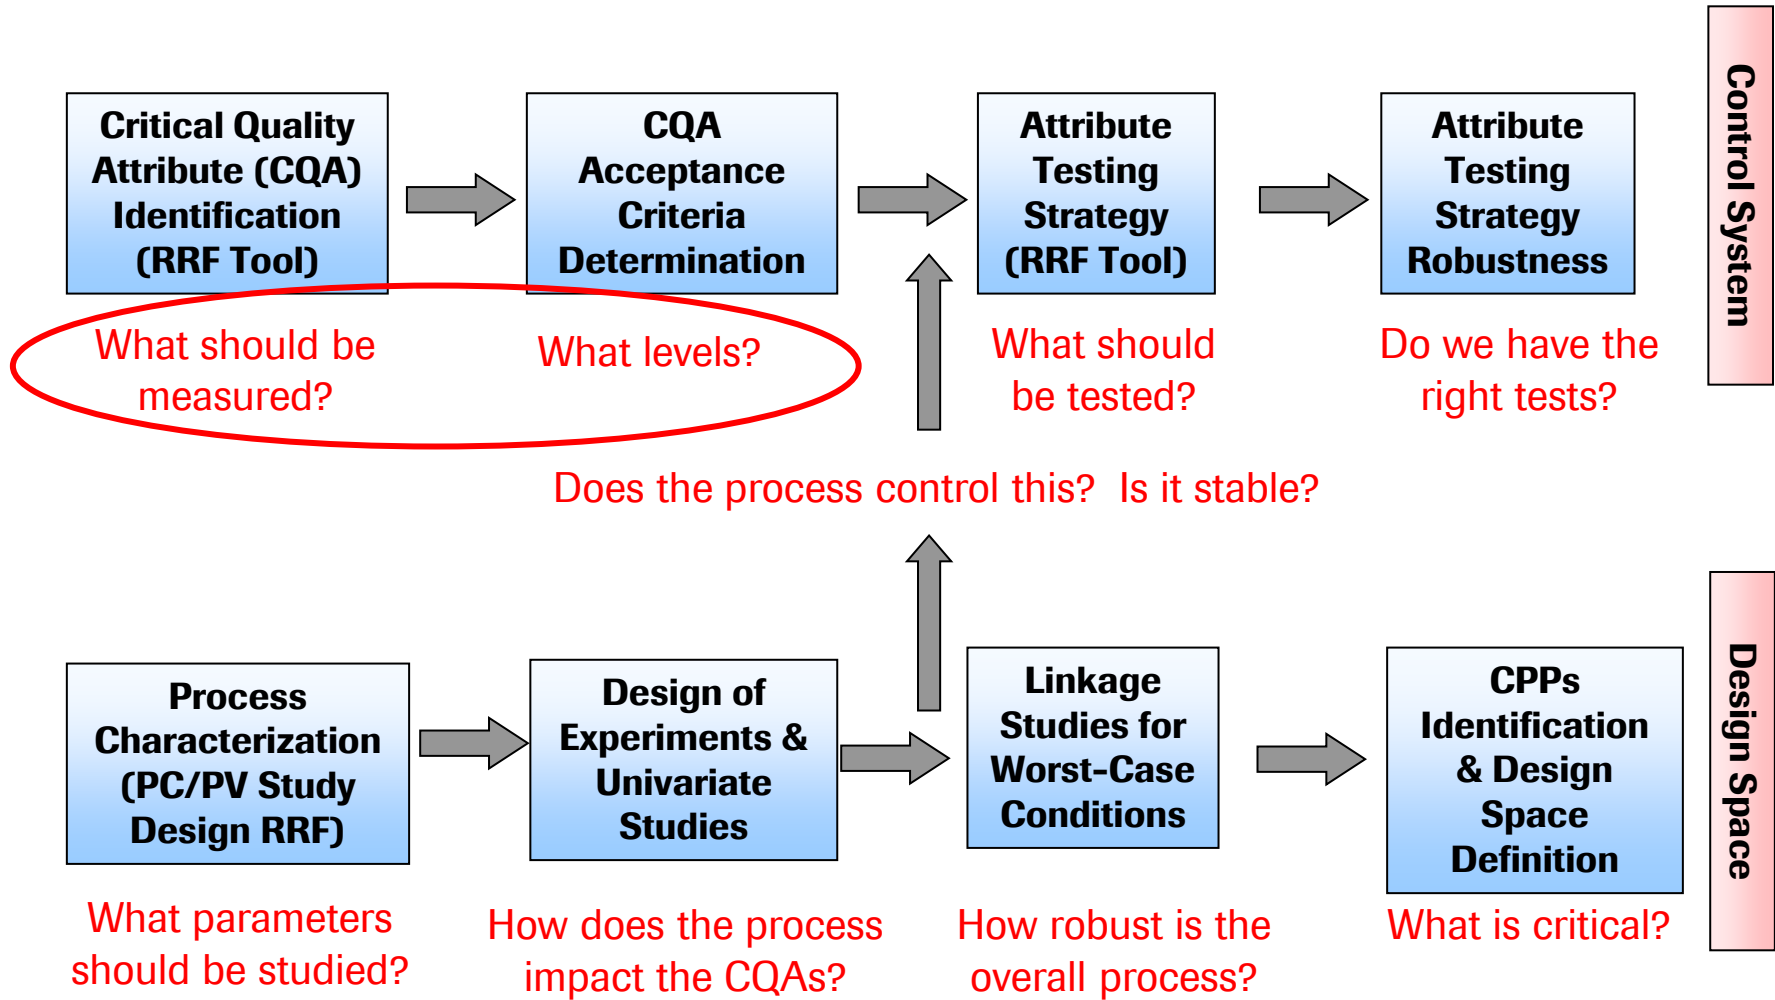 Critical Quality
Attribute (CQA)
Identification
(RRF Tool)
CQA
Acceptance
Criteria
Determination
Attribute
Testing
Strategy
(RRF Tool)
Attribute
Testing
Strategy
Robustness
Control System
What should be
measured?
What levels?
What should
be tested?
Do we have the
right tests?
Does the process control this?  Is it stable?
Process
Characterization
(PC/PV Study
Design RRF)
Design of
Experiments &
Univariate
Studies
Linkage
Studies for
Worst-Case
Conditions
CPPs
Identification
& Design
Space
Definition
Design Space
What parameters
should be studied?
How does the process
impact the CQAs?
How robust is the
overall process?
What is critical?